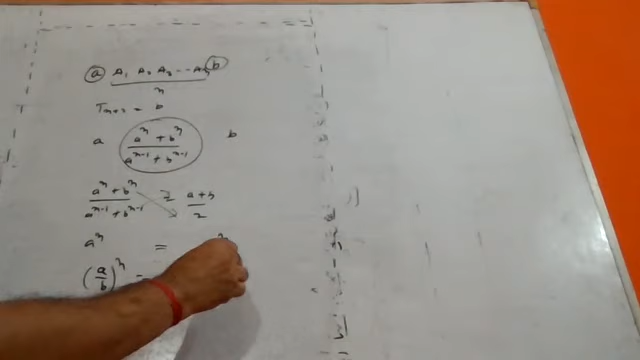 a A₁ A₂ A₃ --- Aₙ b
n
Tₙ₊₂ = b
a (aⁿ + bⁿ)/(aⁿ⁻¹ + bⁿ⁻¹) b
(aⁿ + bⁿ)/(aⁿ⁻¹ + bⁿ⁻¹) = (a + b)/2
aⁿ = n
(a/b)ⁿ =